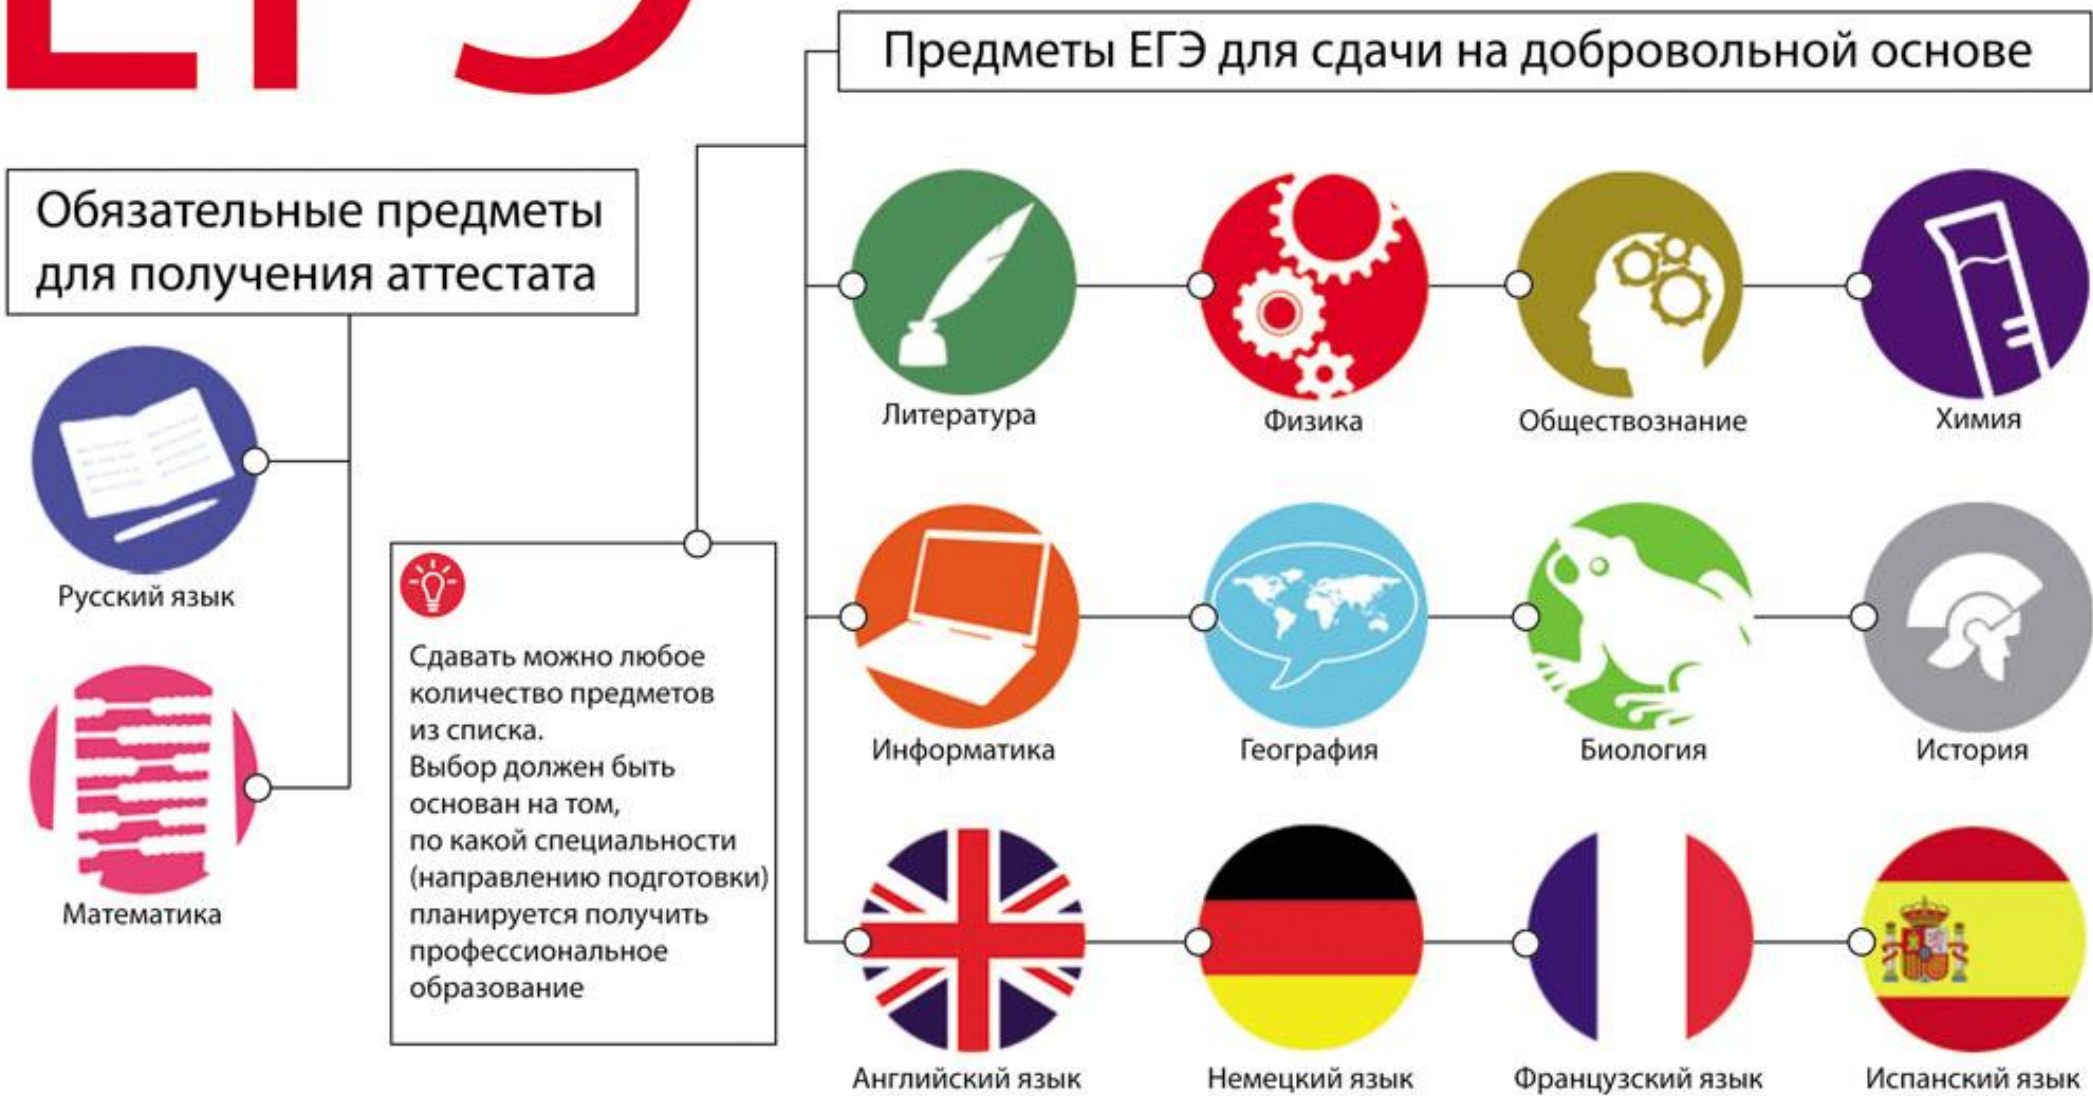 ЕГЭ
Предметы ЕГЭ для сдачи на добровольной основе
Обязательные предметы
для получения аттестата
Русский язык
Математика
Сдавать можно любое
количество предметов
из списка.
Выбор должен быть
основан на том,
по какой специальности
(направлению подготовки)
планируется получить
профессиональное
образование
Литература
Физика
Обществознание
Химия
Информатика
География
Биология
История
Английский язык
Немецкий язык
Французский язык
Испанский язык